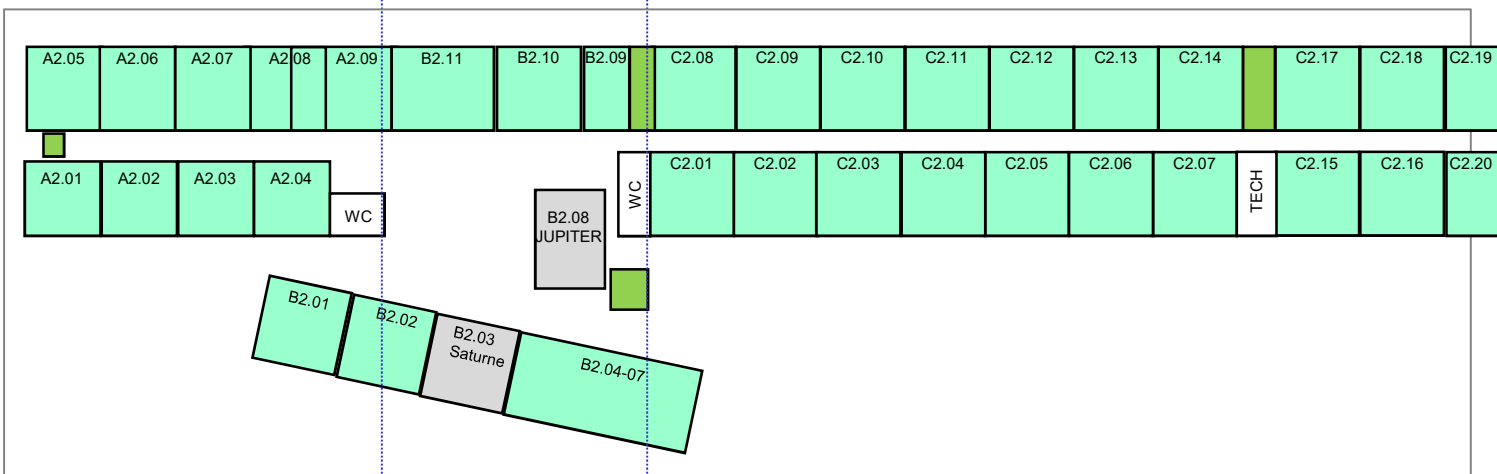 A2.05
A2.06
A2.07
A2.08
A2.09
B2.11
B2.10
B2.09
C2.08
C2.09
C2.10
C2.11
C2.12
C2.13
C2.14
C2.17
C2.18
C2.19
A2.01
A2.02
A2.03
A2.04
WC
WC
C2.01
C2.02
C2.03
C2.04
C2.05
C2.06
C2.07
TECH
C2.15
C2.16
C2.20
B2.08
JUPITER
B2.01
B2.02
B2.03
Saturne
B2.04-07